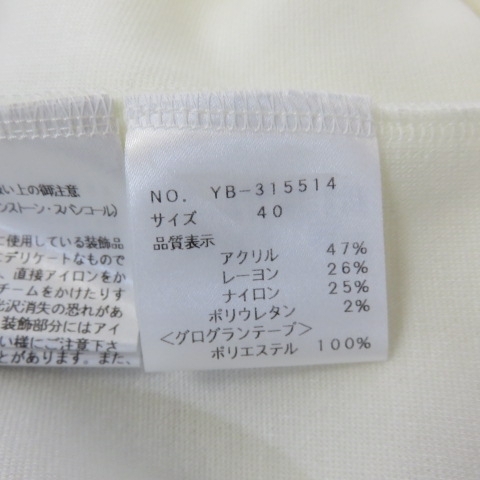 い上の御注意
ンストーン・スパンコール)
に使用している装飾品
デリケートなもので
、直接アイロンをか
チームをかけたりす
光沢消失の恐れがあ
装飾部分にはアイ
い様にご注意下さ
ります。また、
NO. YB-315514
サイズ 40
品質表示
アクリル 47%
レーヨン 26%
ナイロン 25%
ポリウレタン 2%
<グログランテープ>
ポリエステル 100%